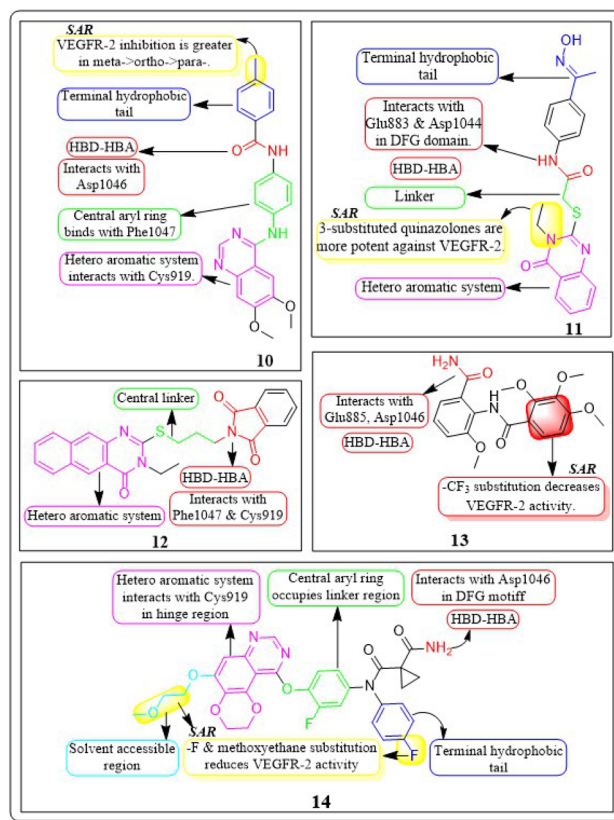 SAR
VEGFR-2 inhibition is greater
in meta->ortho->para-.
Terminal hydrophobic
tail
HBD-HBA
Interacts with
Asp1046
Central aryl ring
binds with Phe1047
Hetero aromatic system
interacts with Cys919.
O
NH
HN
N
N
O
O
10
OH
N
Terminal hydrophobic
tail
Interacts with
Glu883 & Asp1044
in DFG domain.
HBD-HBA
HN
O
Linker
S
SAR
3-substituted quinazolones are
more potent against VEGFR-2.
N
N
O
Hetero aromatic system
11
Central linker
O
N
S
N
O
N
O
HBD-HBA
Interacts with
Phe1047 & Cys919
Hetero aromatic system
12
H2N
O
Interacts with
Glu885, Asp1046
HBD-HBA
H
N
O
O
O
O
O
SAR
-CF3 substitution decreases
VEGFR-2 activity.
13
Hetero aromatic system
interacts with Cys919
in hinge region
Central aryl ring
occupies linker region
Interacts with Asp1046
in DFG motiff
HBD-HBA
N
N
O
O
NH2
O
O
N
O
O
O
F
F
SAR
Solvent accessible
region
-F & methoxyethane substitution
reduces VEGFR-2 activity
Terminal hydrophobic
tail
14